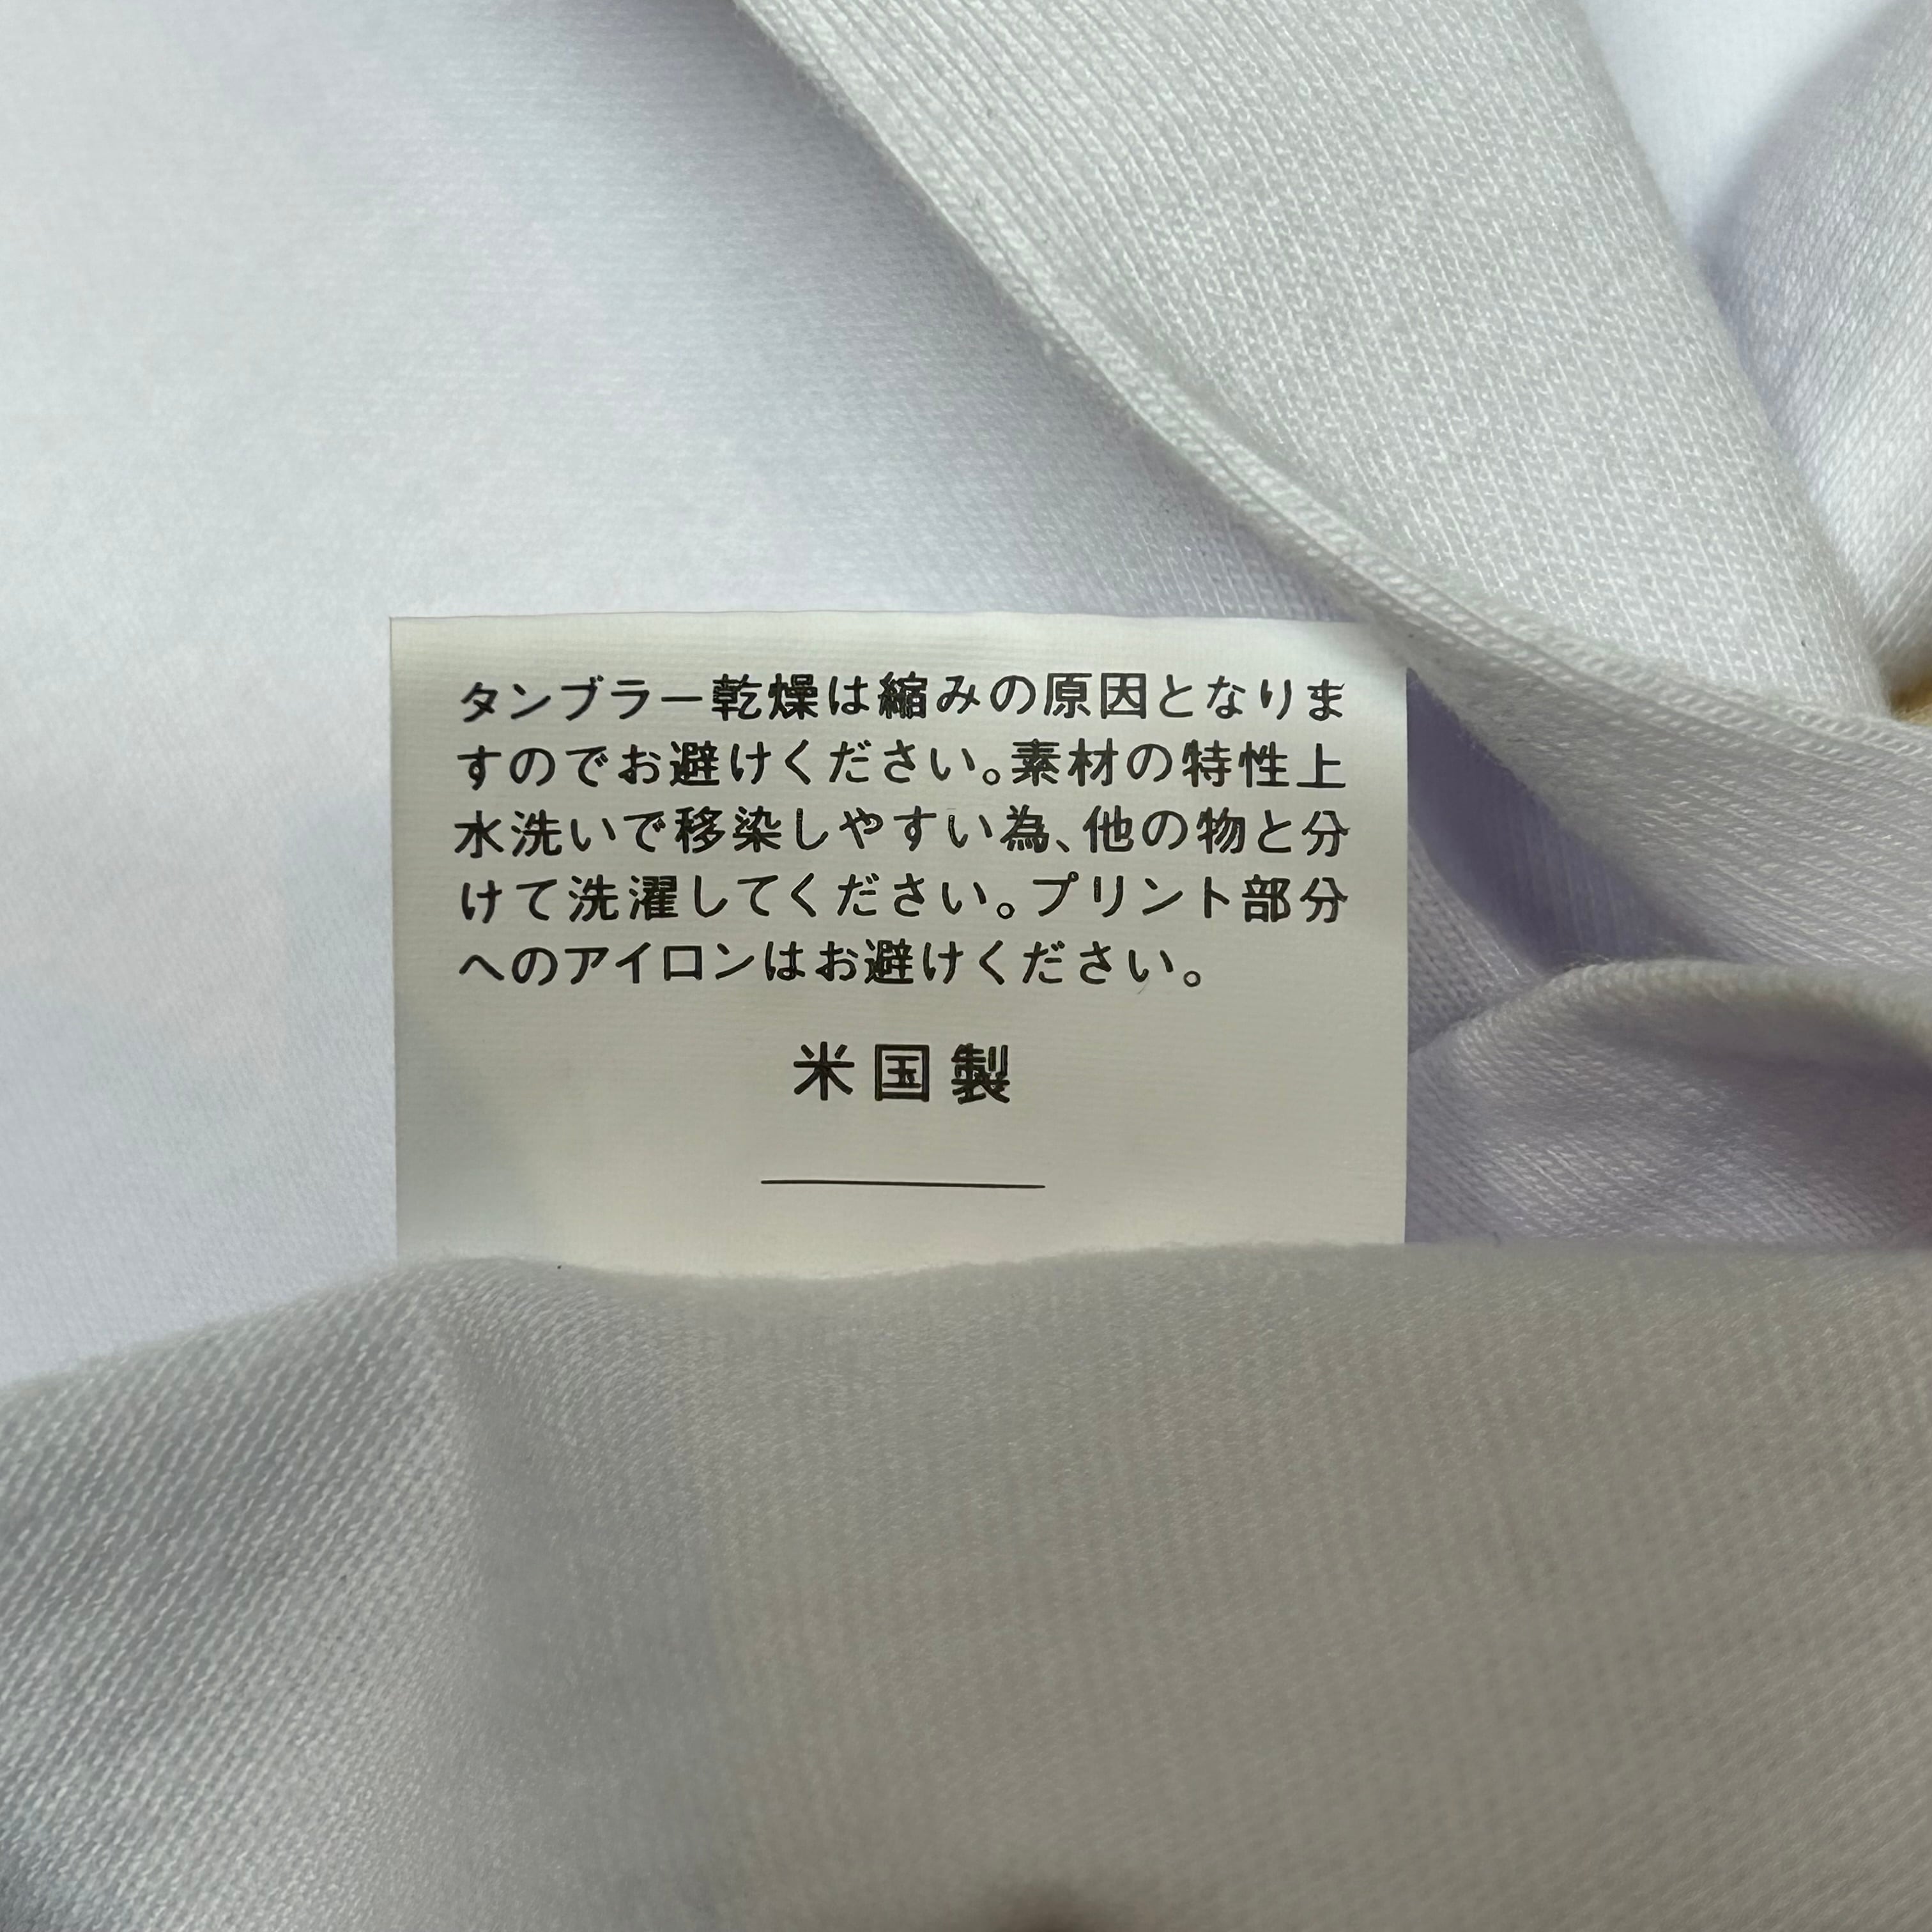 タンブラー乾燥は縮みの原因となりま
すのでお避けください。素材の特性上
水洗いで移染しやすい為、他の物と分
けて洗濯してください。プリント部分
へのアイロンはお避けください。
米国製